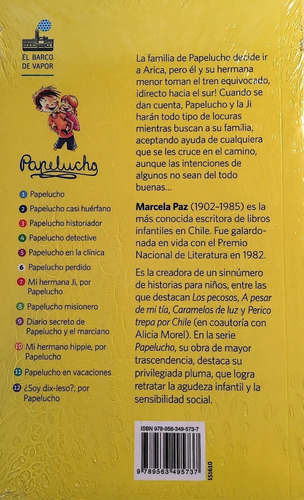 EL BARCO
DE VAPOR
Papelucho
1 Papelucho
2 Papelucho casi huérfano
3 Papelucho historiador
4 Papelucho detective
5 Papelucho en la clínica
6 Papelucho perdido
7 Mi hermana Ji, por
Papelucho
8 Papelucho misionero
9 Diario secreto de
Papelucho y el marciano
10 Mi hermano hippie, por
Papelucho
11 Papelucho en vacaciones
12 ¿Soy dix-leso?, por
Papelucho
La familia de Papelucho decide ir
a Arica, pero él y su hermana
menor toman el tren equivocado,
¡directo hacia el sur! Cuando se
dan cuenta, Papelucho y la Ji
harán todo tipo de locuras
mientras buscan a su familia,
aceptando ayuda de cualquiera
que se les cruce en el camino,
aunque las intenciones de
algunos no sean del todo
buenas...
Marcela Paz (1902-1985) es la
más conocida escritora de libros
infantiles en Chile. Fue galardo-
nada en vida con el Premio
Nacional de Literatura en 1982.
Es la creadora de un sinnúmero
de historias para niños, entre las
que destacan Los pecosos, A pesar
de mi tía, Caramelos de luz y Perico
trepa por Chile (en coautoría con
Alicia Morel). En la serie
Papelucho, su obra de mayor
trascendencia, destaca su
privilegiada pluma, que logra
retratar la agudeza infantil y la
sensibilidad social.
ISBN 978-956-349-573-7
9 789563 495737
151610